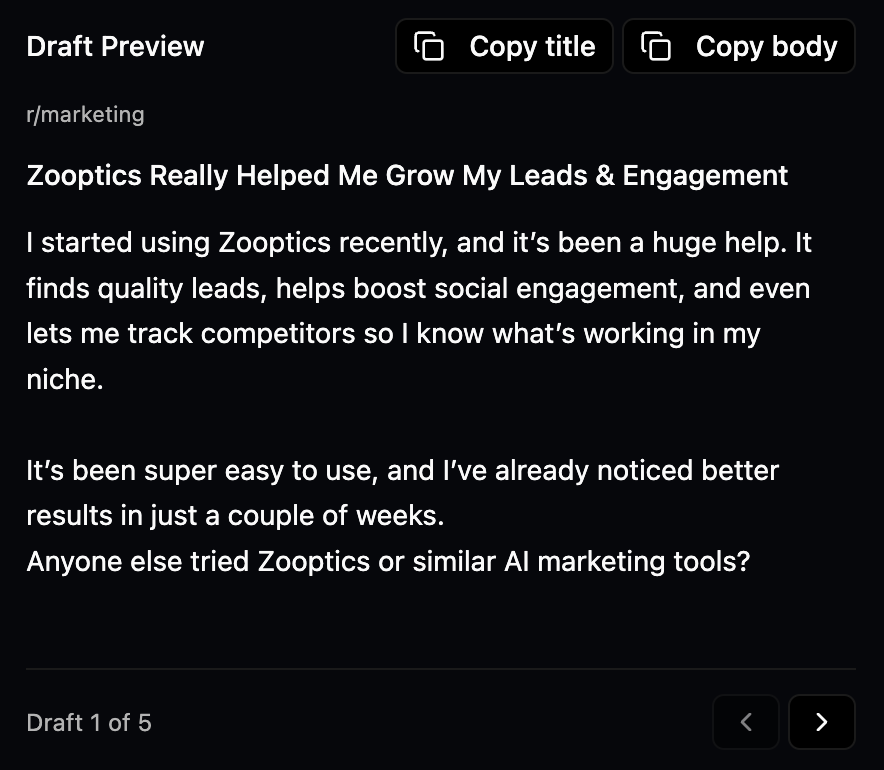 Draft Preview
Copy title
Copy body
r/marketing
Zooptics Really Helped Me Grow My Leads & Engagement
I started using Zooptics recently, and it’s been a huge help. It
finds quality leads, helps boost social engagement, and even
lets me track competitors so I know what’s working in my
niche.
It’s been super easy to use, and I’ve already noticed better
results in just a couple of weeks.
Anyone else tried Zooptics or similar AI marketing tools?
Draft 1 of 5